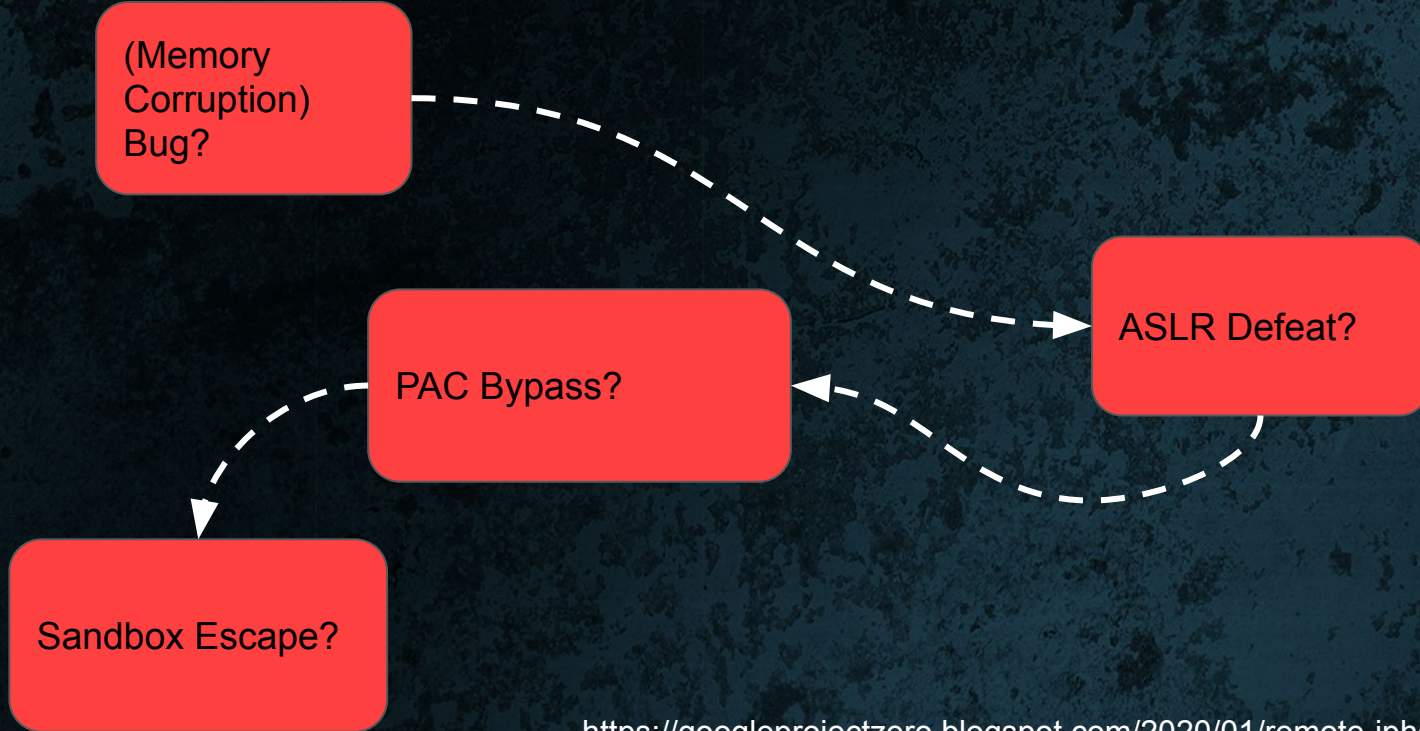 (Memory
Corruption)
Bug?
ASLR Defeat?
PAC Bypass?
Sandbox Escape?